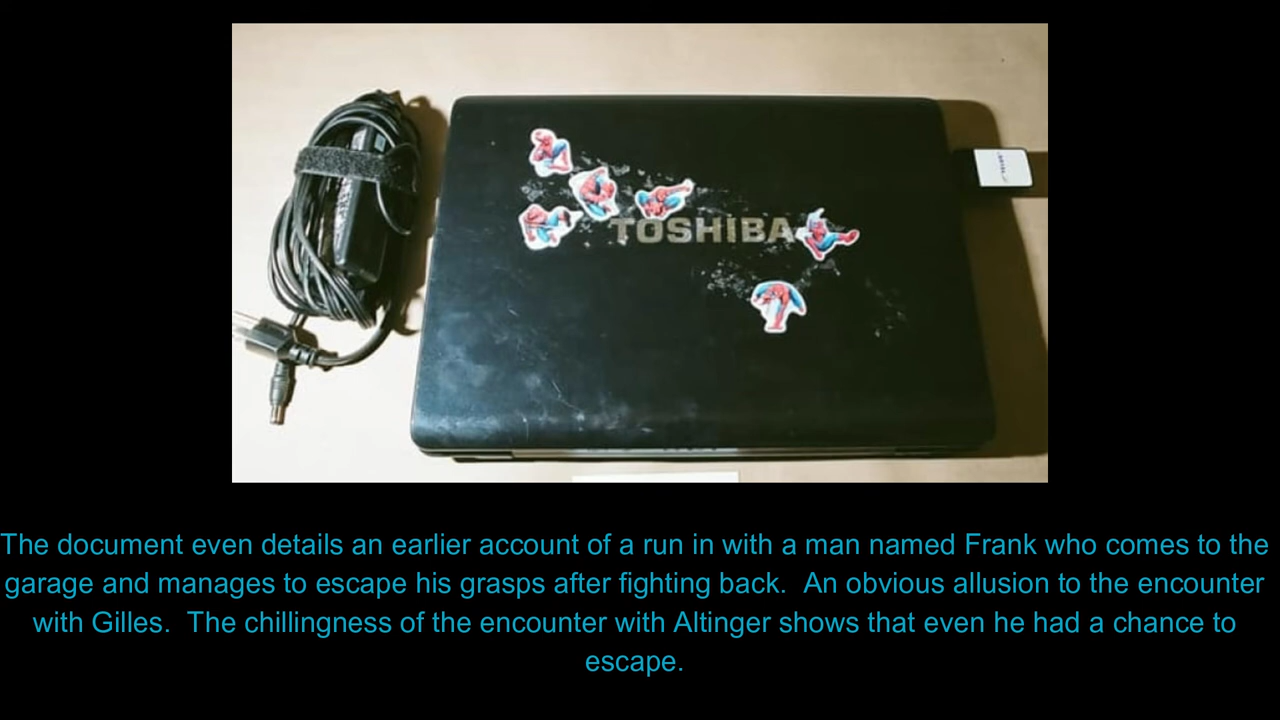 TOSHIBA
The document even details an earlier account of a run in with a man named Frank who comes to the
garage and manages to escape his grasps after fighting back.  An obvious allusion to the encounter
with Gilles.  The chillingness of the encounter with Altinger shows that even he had a chance to
escape.